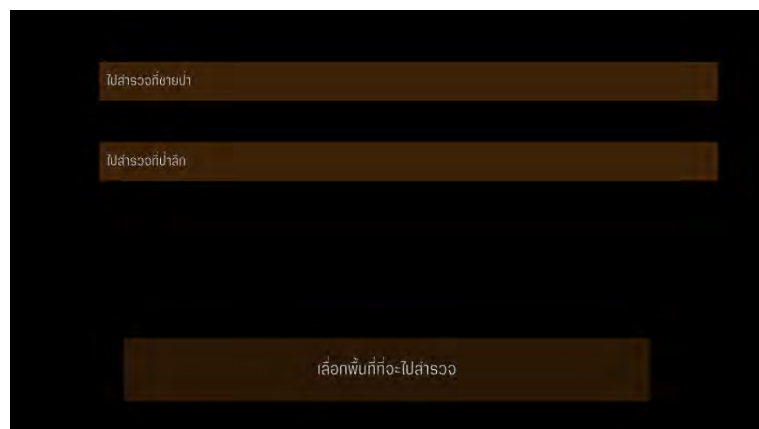 ไปสำรวจที่ชายป่า
ไปสำรวจที่ป่าลึก
เลือกพื้นที่ที่จะไปสำรวจ